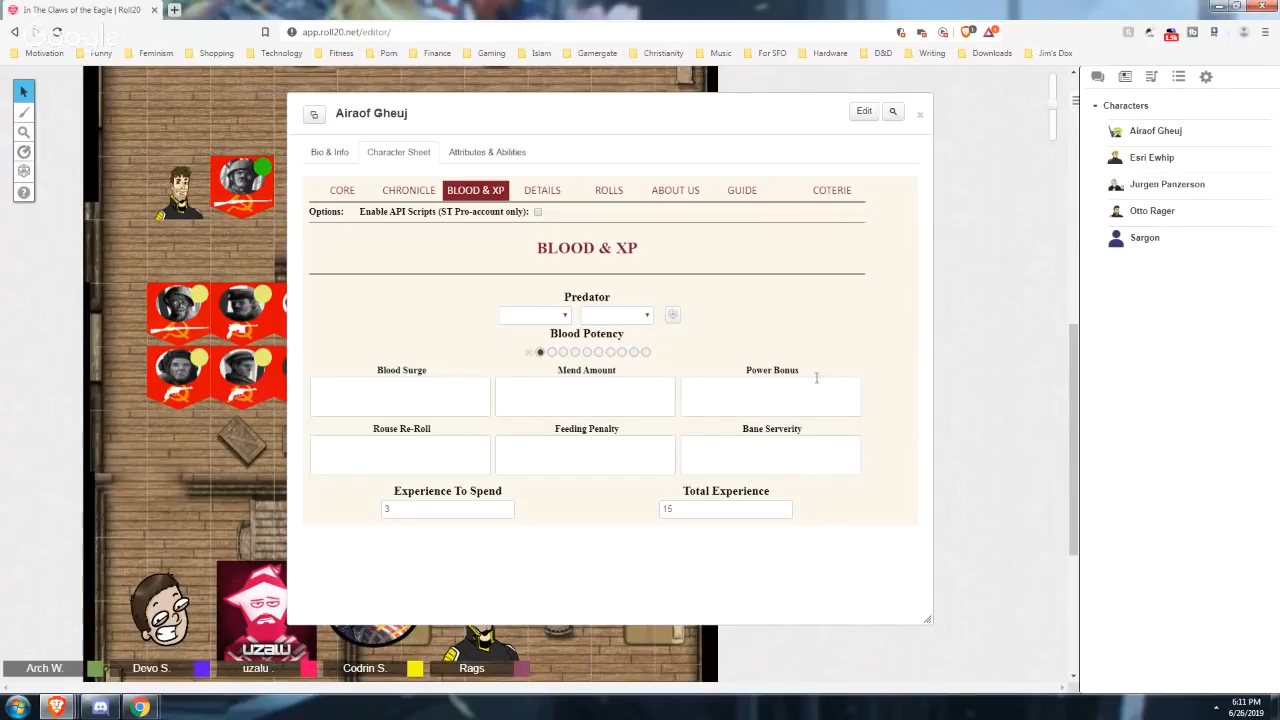 In The Claws of the Eagle | Roll20
app.roll20.net/editor/
Motivation Funny Feminism Shopping Technology Fitness Porn Finance Gaming Islam Gamergate Christianity Music For SFO Hardware D&D Writing Downloads Jim's Dox
Airaof Gheuj
Edit
Bio & Info Character Sheet Attributes & Abilities
CORE CHRONICLE BLOOD & XP DETAILS ROLLS ABOUT US GUIDE COTERIE
Options: Enable API Scripts (ST Pro-account only):
BLOOD & XP
Predator
Blood Potency
Blood Surge Mend Amount Power Bonus
Rouse Re-Roll Feeding Penalty Bane Serverity
Experience To Spend Total Experience
3 15
Characters
Airaof Gheuj
Esri Ewhip
Jurgen Panzerson
Otto Rager
Sargon
UZALU
Arch W. Devo S. uzalu . Codrin S. Rags
6:11 PM
6/26/2019